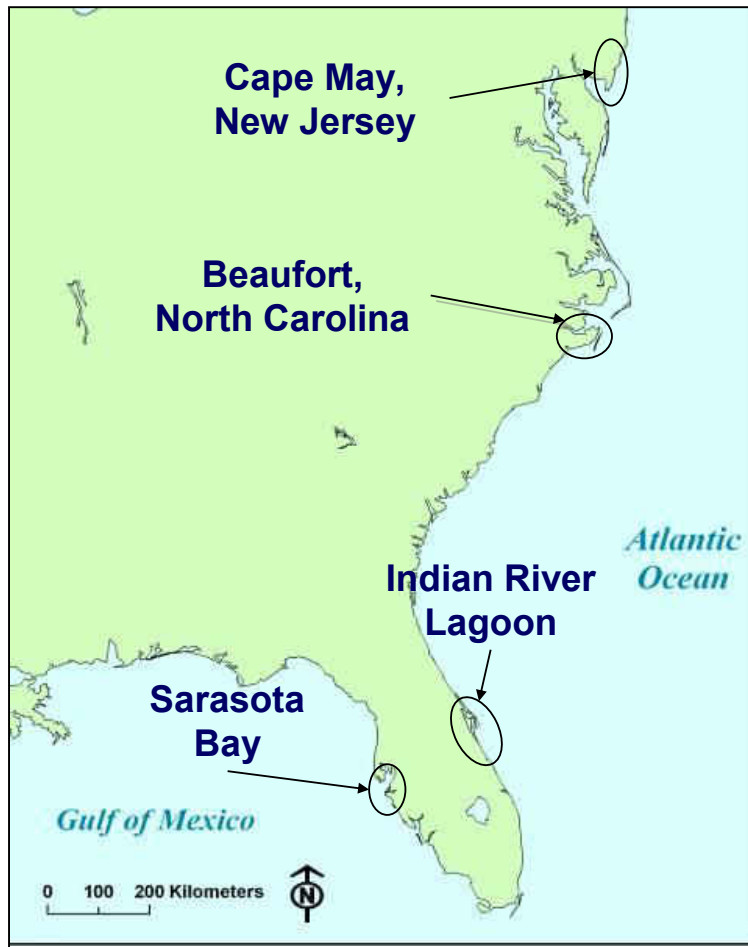 Cape May,
New Jersey
Beaufort,
North Carolina
Atlantic
Ocean
Indian River
Lagoon
Sarasota
Bay
Gulf of Mexico
0 100 200 Kilometers
N